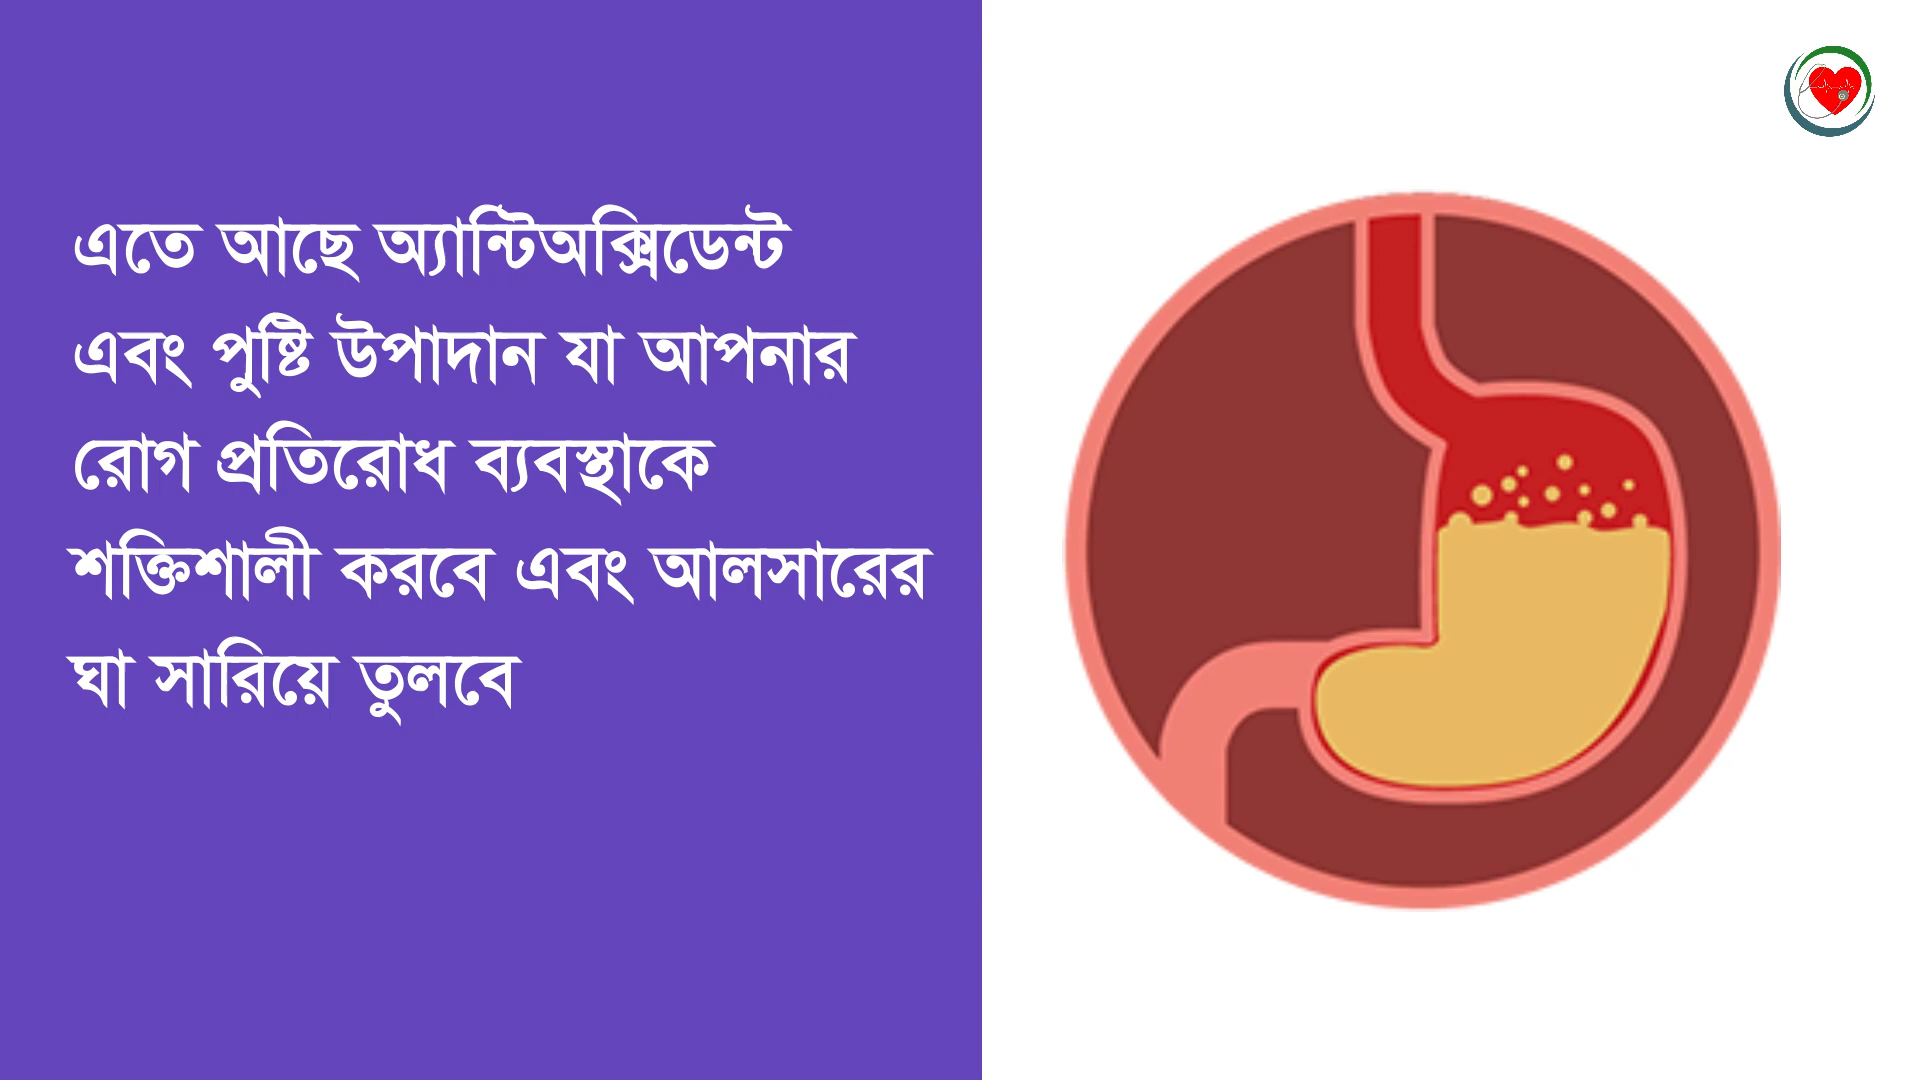 এতে আছে অ্যান্টিঅক্সিডেন্ট
এবং পুষ্টি উপাদান যা আপনার
রোগ প্রতিরোধ ব্যবস্থাকে
শক্তিশালী করবে এবং আলসারের
ঘা সারিয়ে তুলবে